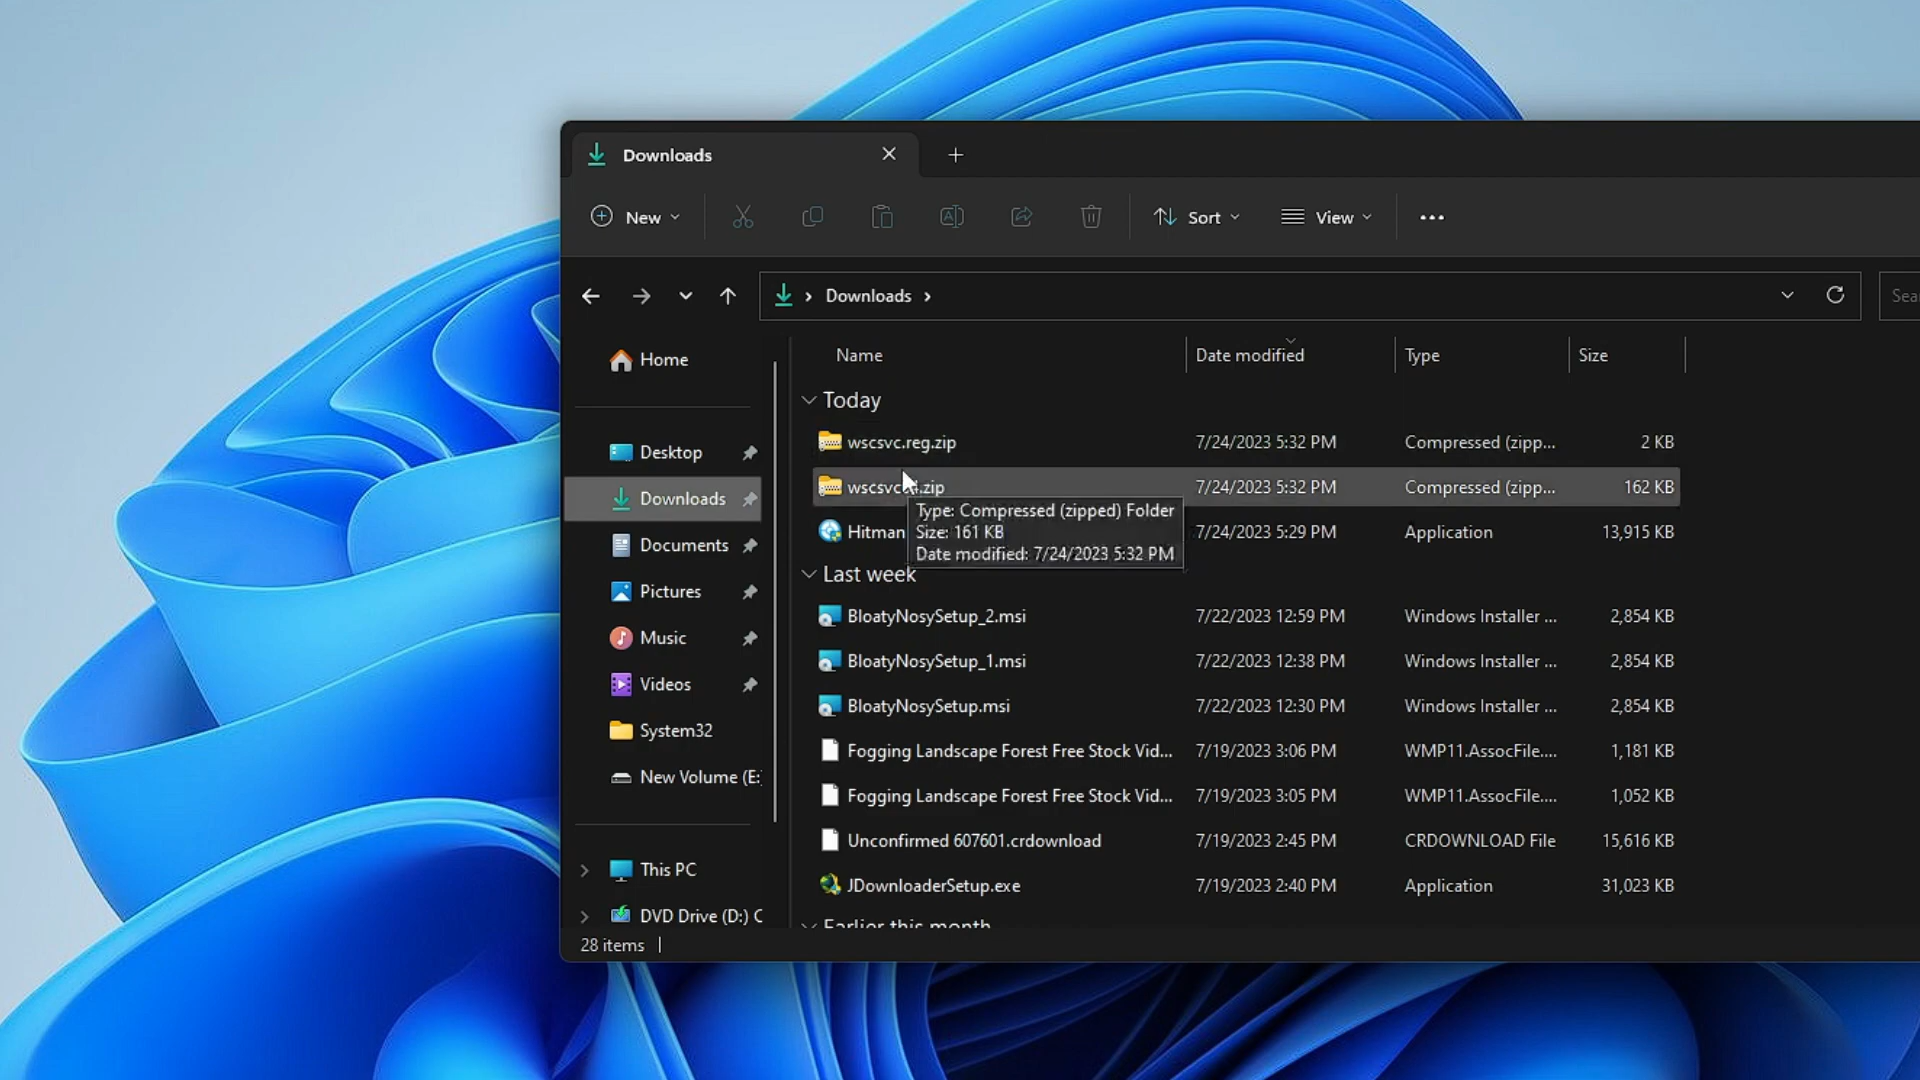 Downloads
New
Sort
View
Downloads
Sea
Name
Date modified
Type
Size
Home
Desktop
Downloads
Documents
Pictures
Music
Videos
System32
New Volume (E:
This PC
DVD Drive (D:) C
Today
wscsvc.reg.zip 7/24/2023 5:32 PM Compressed (zipp... 2 KB
.zip 7/24/2023 5:32 PM Compressed (zipp... 162 KB
Hitman 7/24/2023 5:29 PM Application 13,915 KB
Type: Compressed (zipped) Folder
Size: 161 KB
Date modified: 7/24/2023 5:32 PM
Last week
BloatyNosySetup_2.msi 7/22/2023 12:59 PM Windows Installer ... 2,854 KB
BloatyNosySetup_1.msi 7/22/2023 12:38 PM Windows Installer ... 2,854 KB
BloatyNosySetup.msi 7/22/2023 12:30 PM Windows Installer ... 2,854 KB
Fogging Landscape Forest Free Stock Vid... 7/19/2023 3:06 PM WMP11.AssocFile.... 1,181 KB
Fogging Landscape Forest Free Stock Vid... 7/19/2023 3:05 PM WMP11.AssocFile.... 1,052 KB
Unconfirmed 607601.crdownload 7/19/2023 2:45 PM CRDOWNLOAD File 15,616 KB
JDownloaderSetup.exe 7/19/2023 2:40 PM Application 31,023 KB
Earlier this month
28 items